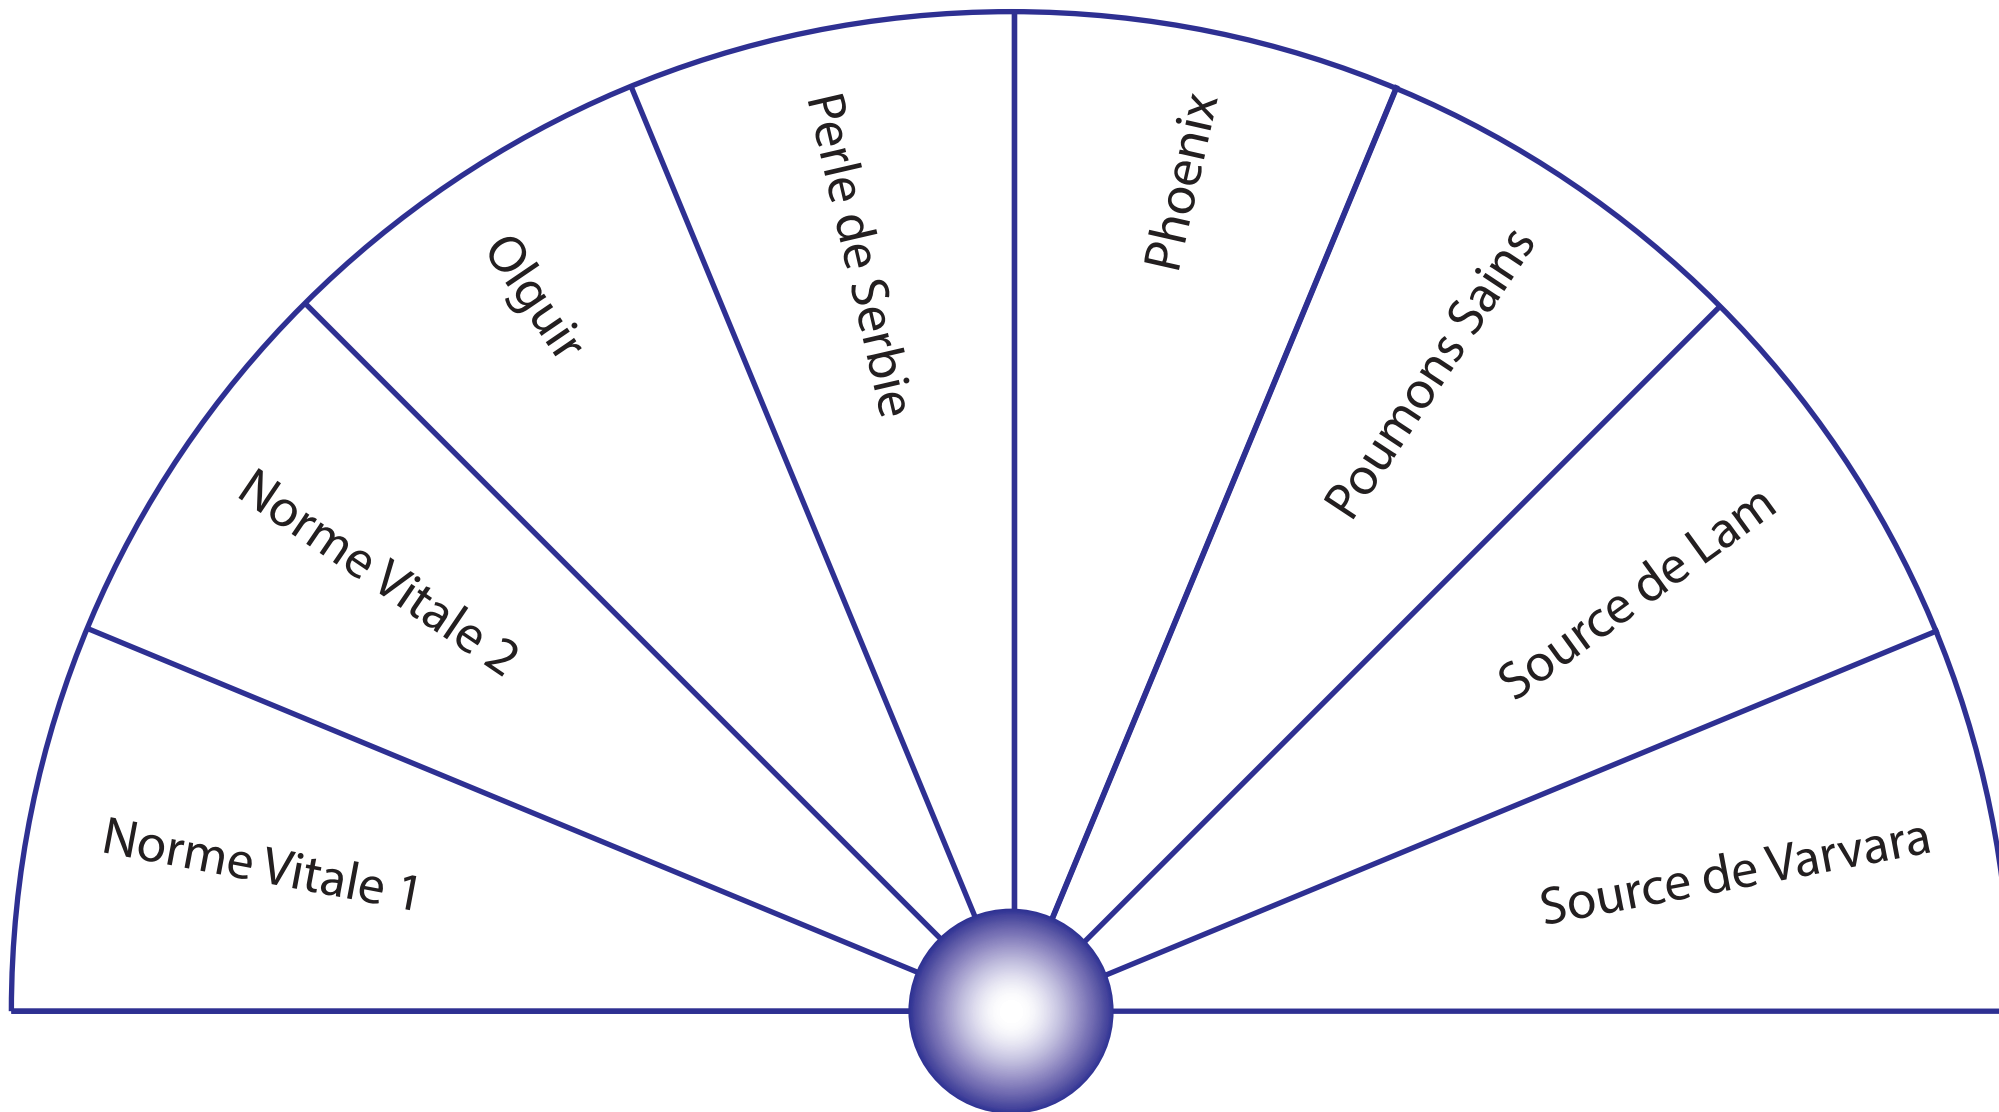 Norme Vitale 1
Norme Vitale 2
Olguir
Perle de Serbie
Phoenix
Poumons Sains
Source de Lam
Source de Varvara